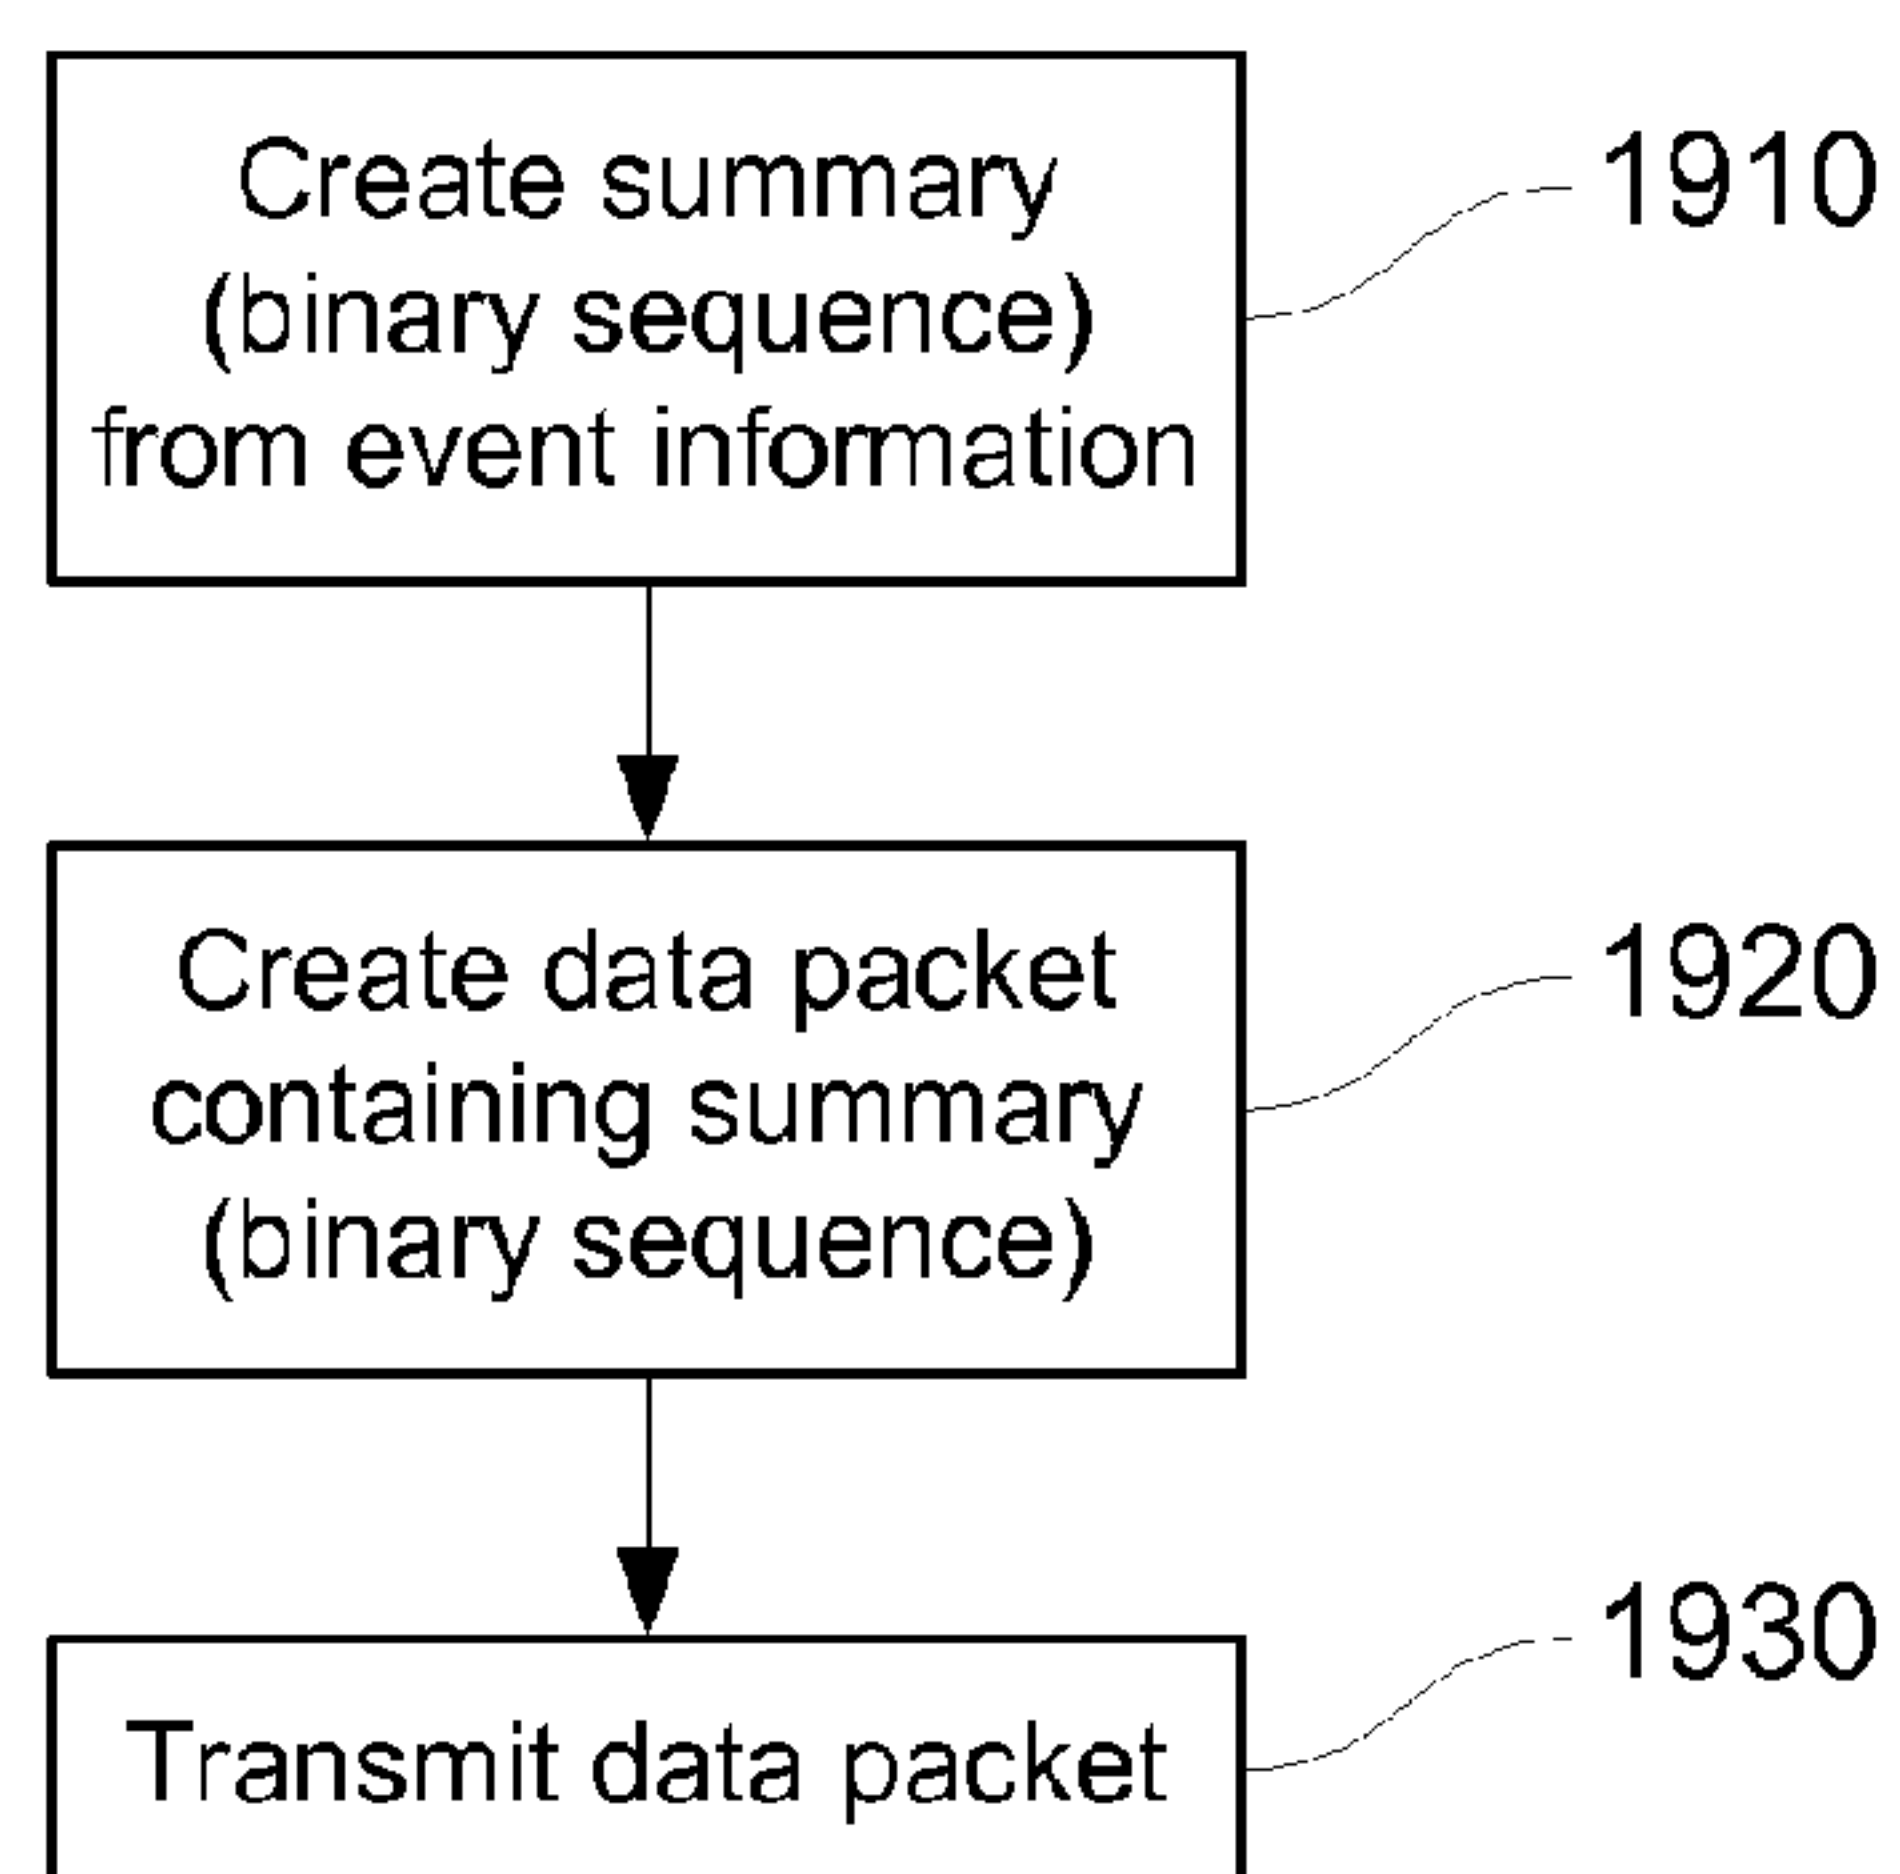 Create summary
(binary sequence)
from event information
1910
Create data packet
containing summary
(binary sequence)
1920
Transmit data packet
1930